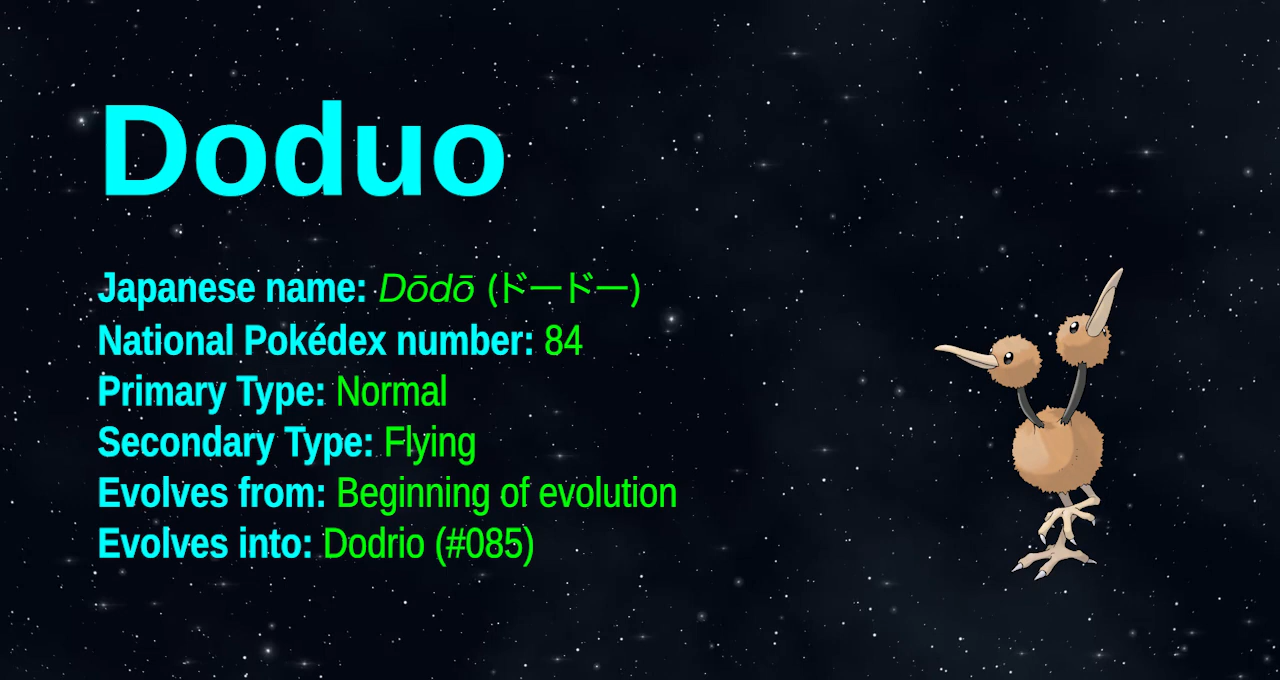 Doduo
Japanese name: Dōdō (ドードー)
National Pokédex number: 84
Primary Type: Normal
Secondary Type: Flying
Evolves from: Beginning of evolution
Evolves into: Dodrio (#085)